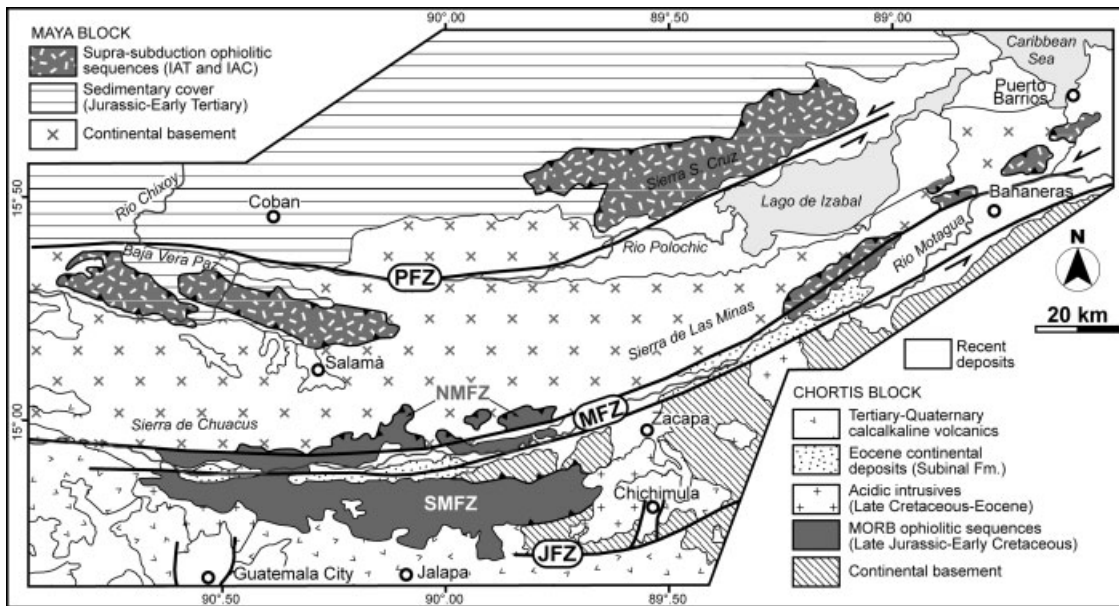 90°.00
89°.50
89°.00
MAYA BLOCK
Supra-subduction ophiolitic
sequences (IAT and IAC)
Sedimentary cover
(Jurassic-Early Tertiary)
Continental basement
Caribbean
Sea
Puerto
Barrios
Sierra S. Cruz
15°.50
Rio Chixoy
Coban
Lago de Izabal
Bañaneras
Baja Vera Paz
PFZ
Rio Polochic
Rio Motagua
N
20 km
Sierra de Las Minas
Salamà
Recent
deposits
NMFZ
MFZ
Zacapa
15°.00
Sierra de Chuacus
CHORTIS BLOCK
Tertiary-Quaternary
calcalkaline volcanics
Eocene continental
deposits (Subinal Fm.)
Acidic intrusives
(Late Cretaceous-Eocene)
MORB ophiolitic sequences
(Late Jurassic-Early Cretaceous)
Continental basement
SMFZ
Chichimula
JFZ
Guatemala City
Jalapa
90°.50
90°.00
89°.50